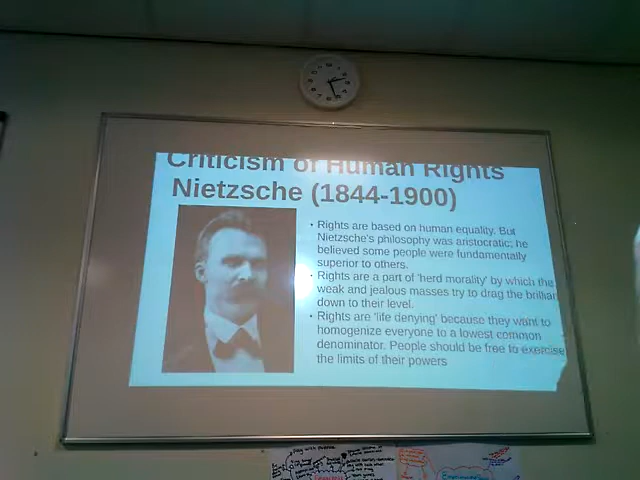 Criticism of Human Rights
Nietzsche (1844-1900)
• Rights are based on human equality. But
Nietzsche's philosophy was aristocratic; he
believed some people were fundamentally
superior to others.
• Rights are a part of 'herd morality' by which the
weak and jealous masses try to drag the brillian
down to their level.
• Rights are 'life denying' because they want to
homogenize everyone to a lowest common
denominator. People should be free to exercise
the limits of their powers